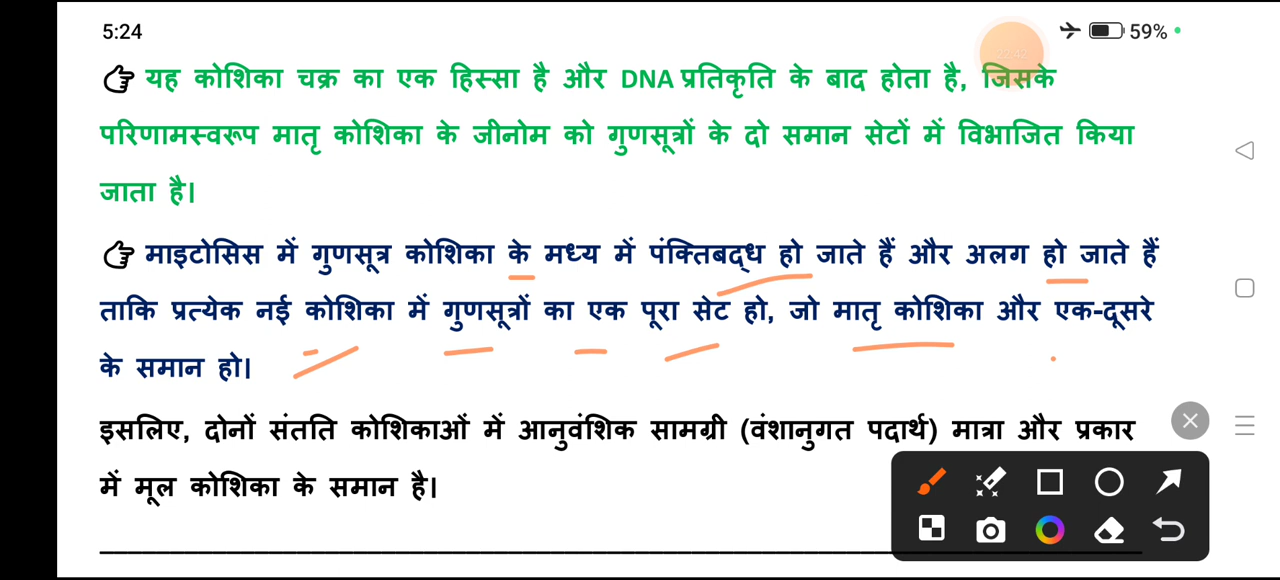 5:24
59%
यह कोशिका चक्र का एक हिस्सा है और DNA प्रतिकृति के बाद होता है, जिसके
परिणामस्वरूप मातृ कोशिका के जीनोम को गुणसूत्रों के दो समान सेटों में विभाजित किया
जाता है।
माइटोसिस में गुणसूत्र कोशिका के मध्य में पंक्तिबद्ध हो जाते हैं और अलग हो जाते हैं
ताकि प्रत्येक नई कोशिका में गुणसूत्रों का एक पूरा सेट हो, जो मातृ कोशिका और एक-दूसरे
के समान हो।
इसलिए, दोनों संतति कोशिकाओं में आनुवंशिक सामग्री (वंशानुगत पदार्थ) मात्रा और प्रकार
में मूल कोशिका के समान है।